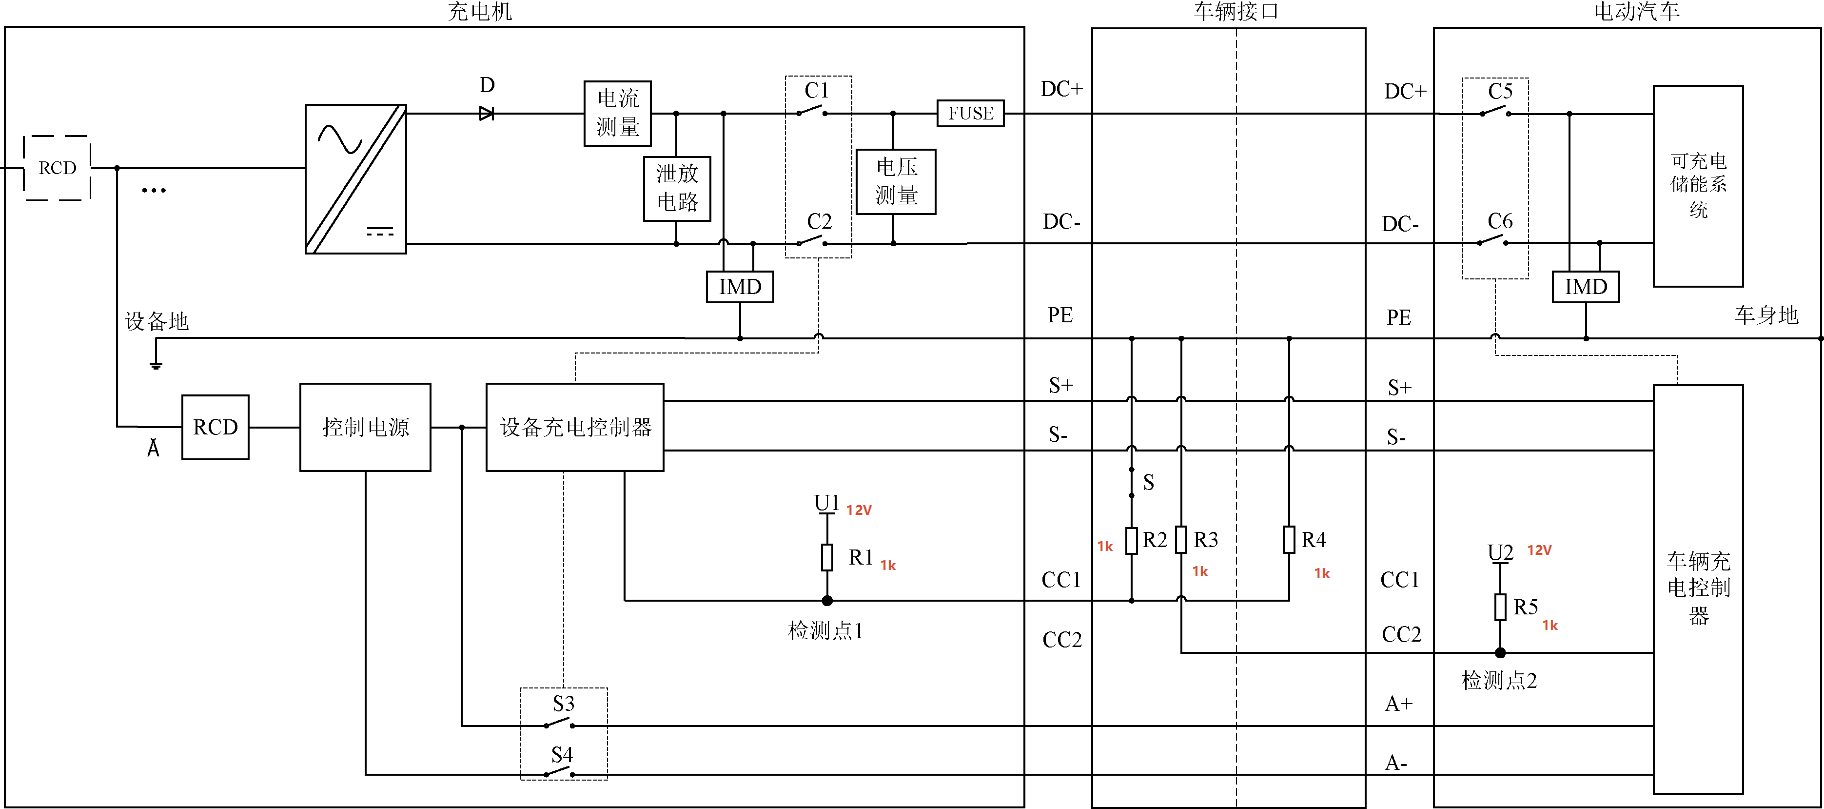 充电机
车辆接口
电动汽车
D
电流
测量
C1
DC+
DC+
C5
FUSE
RCD
泄放
电路
电压
测量
可充电
储能系
统
C2
DC-
DC-
C6
IMD
IMD
设备地
PE
PE
车身地
S+
S+
RCD
控制电源
设备充电控制器
S-
S-
A
S
U1
12V
R1
1k
1k
R2
R3
1k
R4
1k
U2
12V
R5
1k
车辆充
电控制
器
CC1
CC1
检测点1
CC2
CC2
检测点2
S3
A+
S4
A-